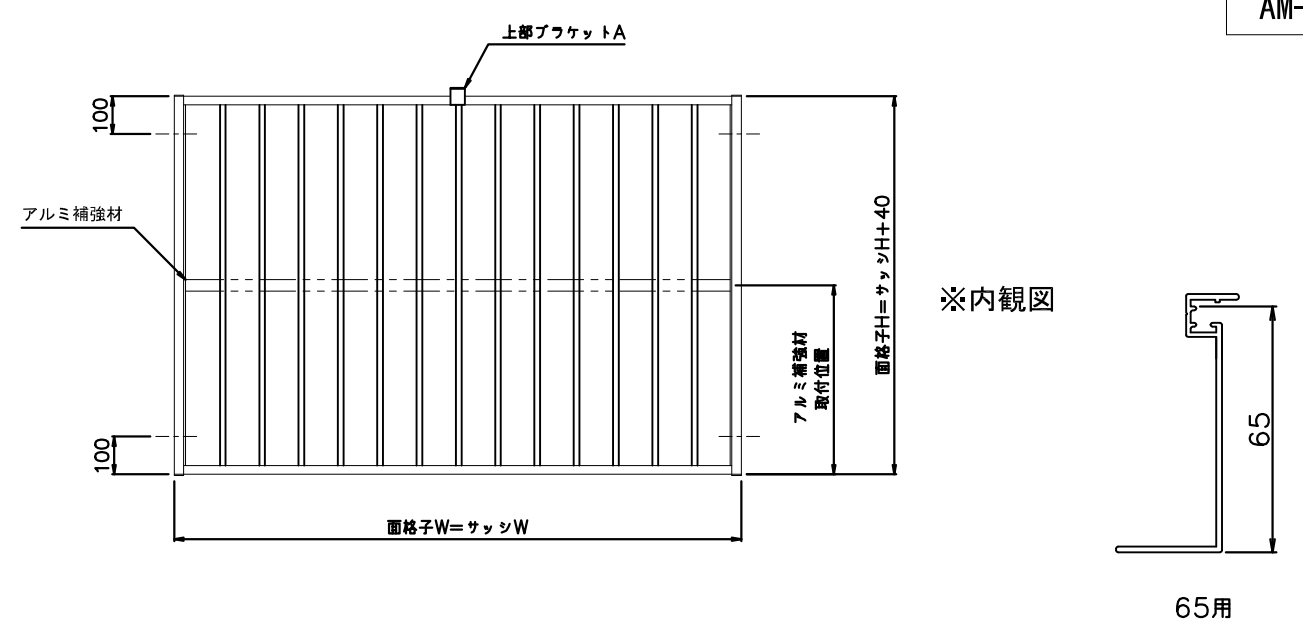 AM-
上部ブラケットA
100
アルミ補強材
面格子H=サッシH+40
※内観図
アルミ補強材
取付位置
65
100
面格子W=サッシW
65用